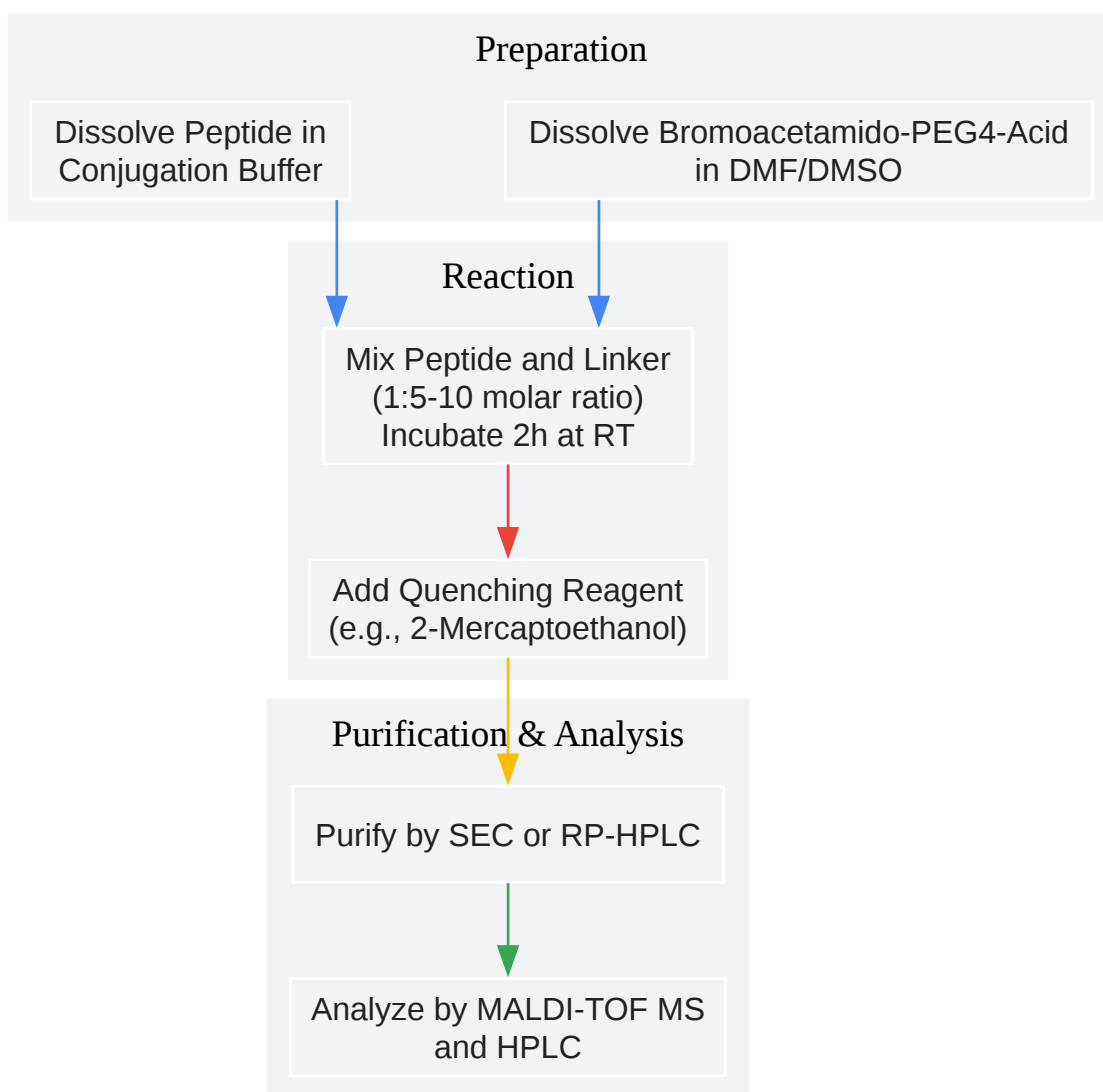 Preparation
Dissolve Peptide in
Conjugation Buffer
Dissolve Bromoacetamido-PEG4-Acid
in DMF/DMSO
Reaction
Mix Peptide and Linker
(1:5-10 molar ratio)
Incubate 2h at RT
Add Quenching Reagent
(e.g., 2-Mercaptoethanol)
Purification & Analysis
Purify by SEC or RP-HPLC
Analyze by MALDI-TOF MS
and HPLC